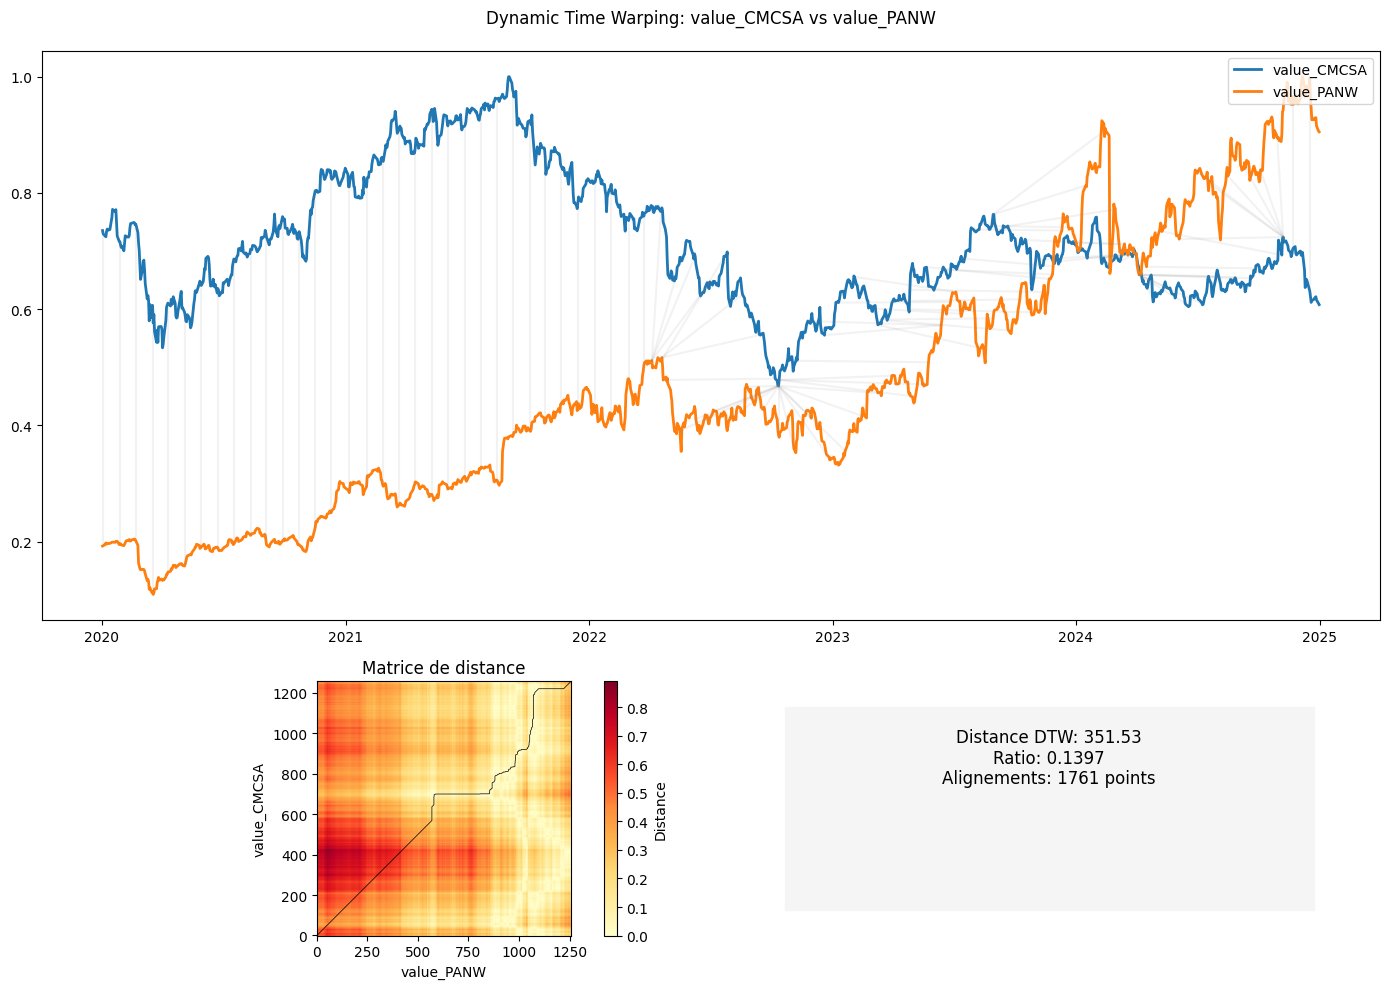 Dynamic Time Warping: value_CMCSA vs value_PANW
value_CMCSA
value_PANW
1.0
0.8
0.6
0.4
0.2
2020 2021 2022 2023 2024 2025
Matrice de distance
value_CMCSA
1200
1000
800
600
400
200
0
0 250 500 750 1000 1250
value_PANW
0.8
0.7
0.6
0.5
0.4
0.3
0.2
0.1
0.0
Distance
Distance DTW: 351.53
Ratio: 0.1397
Alignements: 1761 points